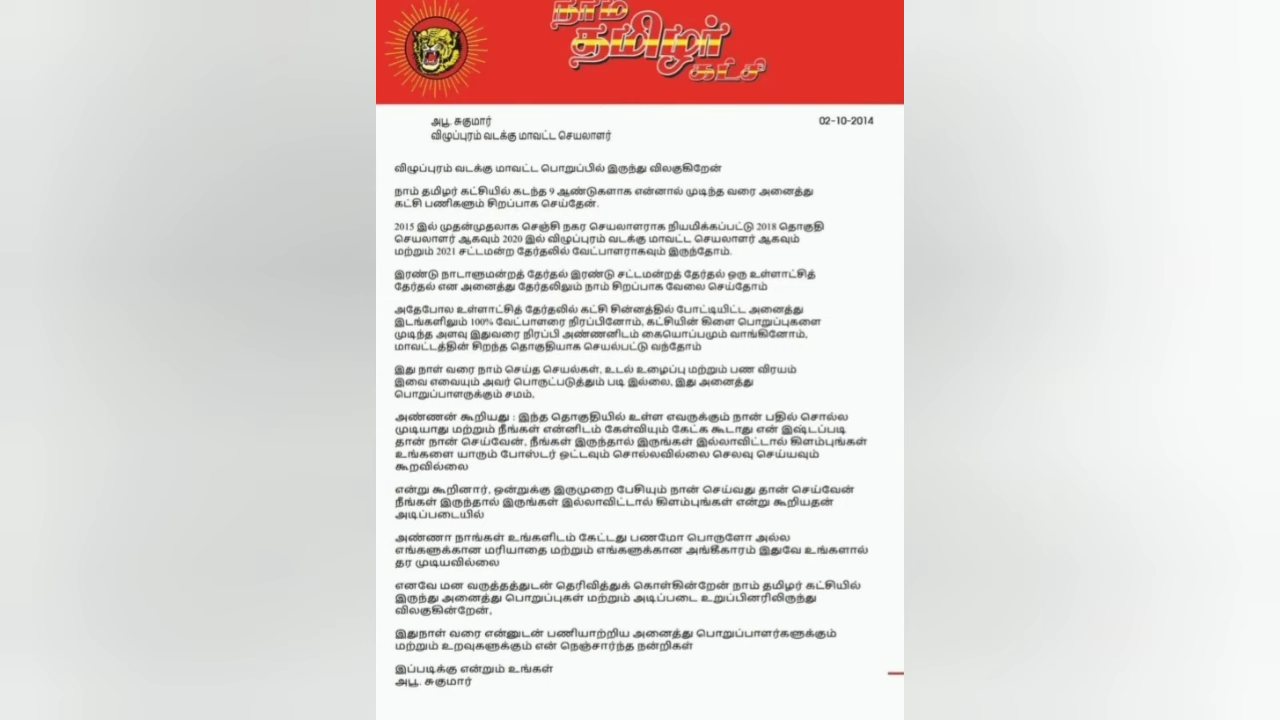 நாம்
தமிழர்
கட்சி
அபூ. சுகுமார்
02-10-2014
விழுப்புரம் வடக்கு மாவட்ட செயலாளர்
விழுப்புரம் வடக்கு மாவட்ட பொறுப்பில் இருந்து விலகுகிறேன்
நாம் தமிழர் கட்சியில் கடந்த 9 ஆண்டுகளாக என்னால் முடிந்த வரை அனைத்து
கட்சி பணிகளும் சிறப்பாக செய்தேன்.
2015 இல் முதன்முதலாக செஞ்சி நகர செயலாளராக நியமிக்கப்பட்டு 2018 தொகுதி
செயலாளர் ஆகவும் 2020 இல் விழுப்புரம் வடக்கு மாவட்ட செயலாளர் ஆகவும்
மற்றும் 2021 சட்டமன்ற தேர்தலில் வேட்பாளராகவும் இருந்தோம்.
இரண்டு நாடாளுமன்றத் தேர்தல் இரண்டு சட்டமன்றத் தேர்தல் ஒரு உள்ளாட்சித்
தேர்தல் என அனைத்து தேர்தலிலும் நாம் சிறப்பாக வேலை செய்தோம்
அதேபோல உள்ளாட்சித் தேர்தலில் கட்சி சின்னத்தில் போட்டியிட்ட அனைத்து
இடங்களிலும் 100% வேட்பாளரை நிரப்பினோம், கட்சியின் கிளை பொறுப்புகளை
முடிந்த அளவு இதுவரை நிரப்பி அண்ணனிடம் கையொப்பமும் வாங்கினோம்,
மாவட்டத்தின் சிறந்த தொகுதியாக செயல்பட்டு வந்தோம்
இது நாள் வரை நாம் செய்த செயல்கள், உடல் உழைப்பு மற்றும் பண விரயம்
இவை எவையும் அவர் பொருட்படுத்தும் படி இல்லை, இது அனைத்து
பொறுப்பாளருக்கும் சமம்,
அண்ணன் கூறியது : இந்த தொகுதியில் உள்ள எவருக்கும் நான் பதில் சொல்ல
முடியாது மற்றும் நீங்கள் என்னிடம் கேள்வியும் கேட்க கூடாது என் இஷ்டப்படி
தான் நான் செய்வேன், நீங்கள் இருந்தால் இருங்கள் இல்லாவிட்டால் கிளம்புங்கள்
உங்களை யாரும் போஸ்டர் ஒட்டவும் சொல்லவில்லை செலவு செய்யவும்
கூறவில்லை
என்று கூறினார், ஒன்றுக்கு இருமுறை பேசியும் நான் செய்வது தான் செய்வேன்
நீங்கள் இருந்தால் இருங்கள் இல்லாவிட்டால் கிளம்புங்கள் என்று கூறியதன்
அடிப்படையில்
அண்ணா நாங்கள் உங்களிடம் கேட்டது பணமோ பொருளோ அல்ல
எங்களுக்கான மரியாதை மற்றும் எங்களுக்கான அங்கீகாரம் இதுவே உங்களால்
தர முடியவில்லை
எனவே மன வருத்தத்துடன் தெரிவித்துக் கொள்கின்றேன் நாம் தமிழர் கட்சியில்
இருந்து அனைத்து பொறுப்புகள் மற்றும் அடிப்படை உறுப்பினரிலிருந்து
விலகுகின்றேன்,
இதுநாள் வரை என்னுடன் பணியாற்றிய அனைத்து பொறுப்பாளர்களுக்கும்
மற்றும் உறவுகளுக்கும் என் நெஞ்சார்ந்த நன்றிகள்
இப்படிக்கு என்றும் உங்கள்
அபூ. சுகுமார்